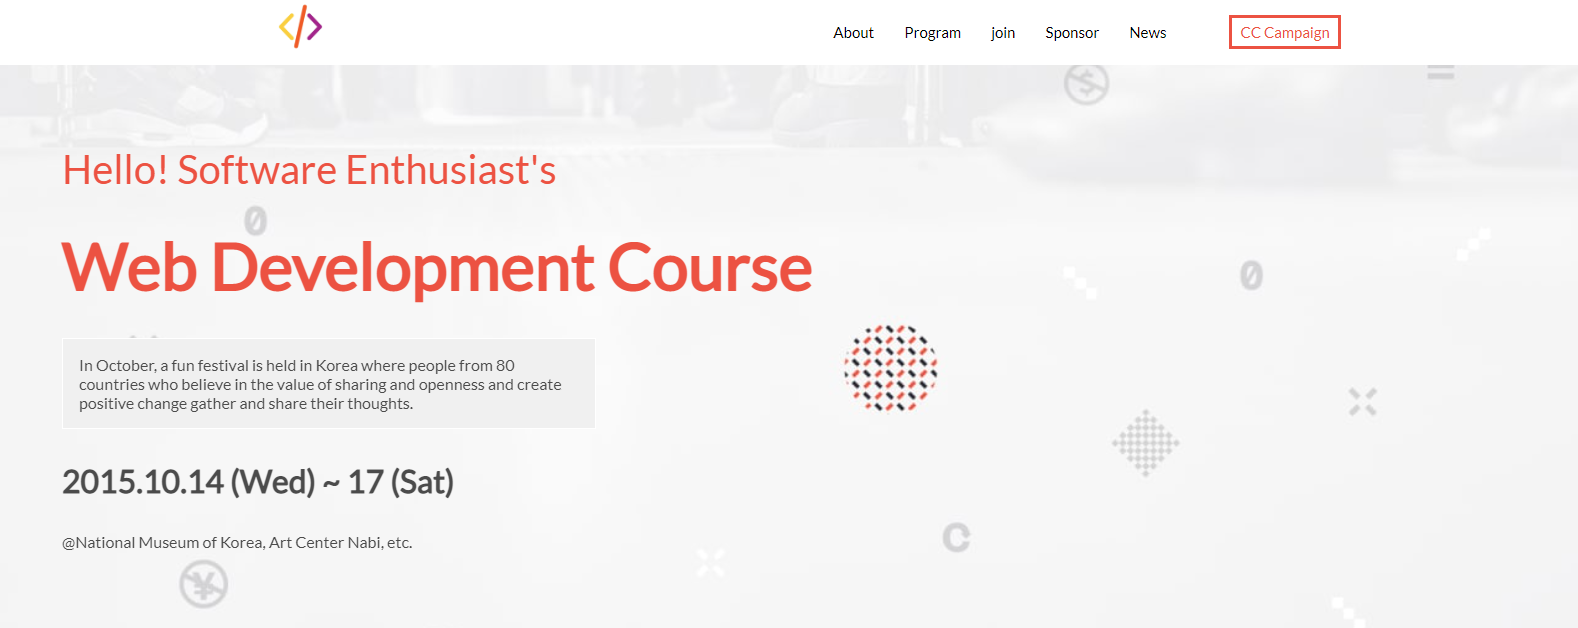 About Program join Sponsor News CC Campaign
Hello! Software Enthusiast's
Web Development Course
In October, a fun festival is held in Korea where people from 80
countries who believe in the value of sharing and openness and create
positive change gather and share their thoughts.
2015.10.14 (Wed) ~ 17 (Sat)
@National Museum of Korea, Art Center Nabi, etc.